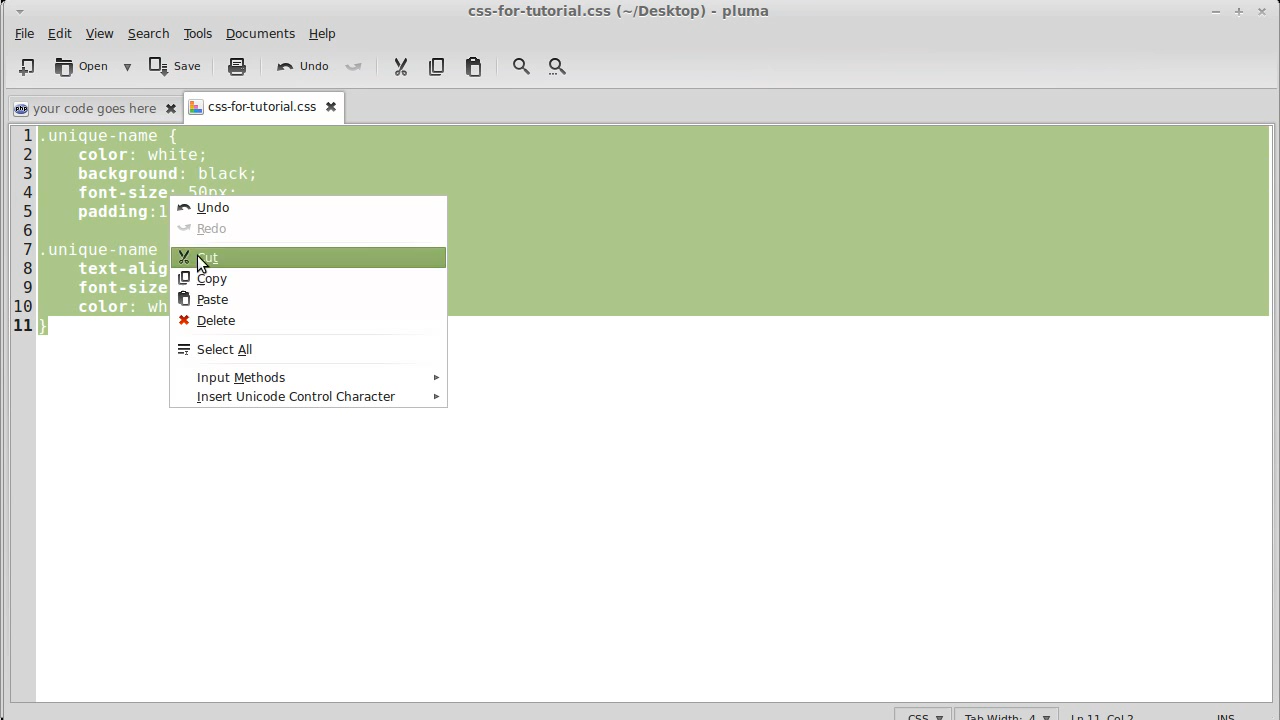 css-for-tutorial.css (~/Desktop) - pluma
File Edit View Search Tools Documents Help
Open Save Undo
your code goes here css-for-tutorial.css
1 .unique-name {
2 color: white;
3 background: black;
4 font-size: 50px;
5 padding:1
6
7 .unique-name
8 text-alig
9 font-size
10 color: wh
11 }
Undo
Redo
Cut
Copy
Paste
Delete
Select All
Input Methods
Insert Unicode Control Character
CSS Tab Width: 4 Ln 11, Col 2 INS